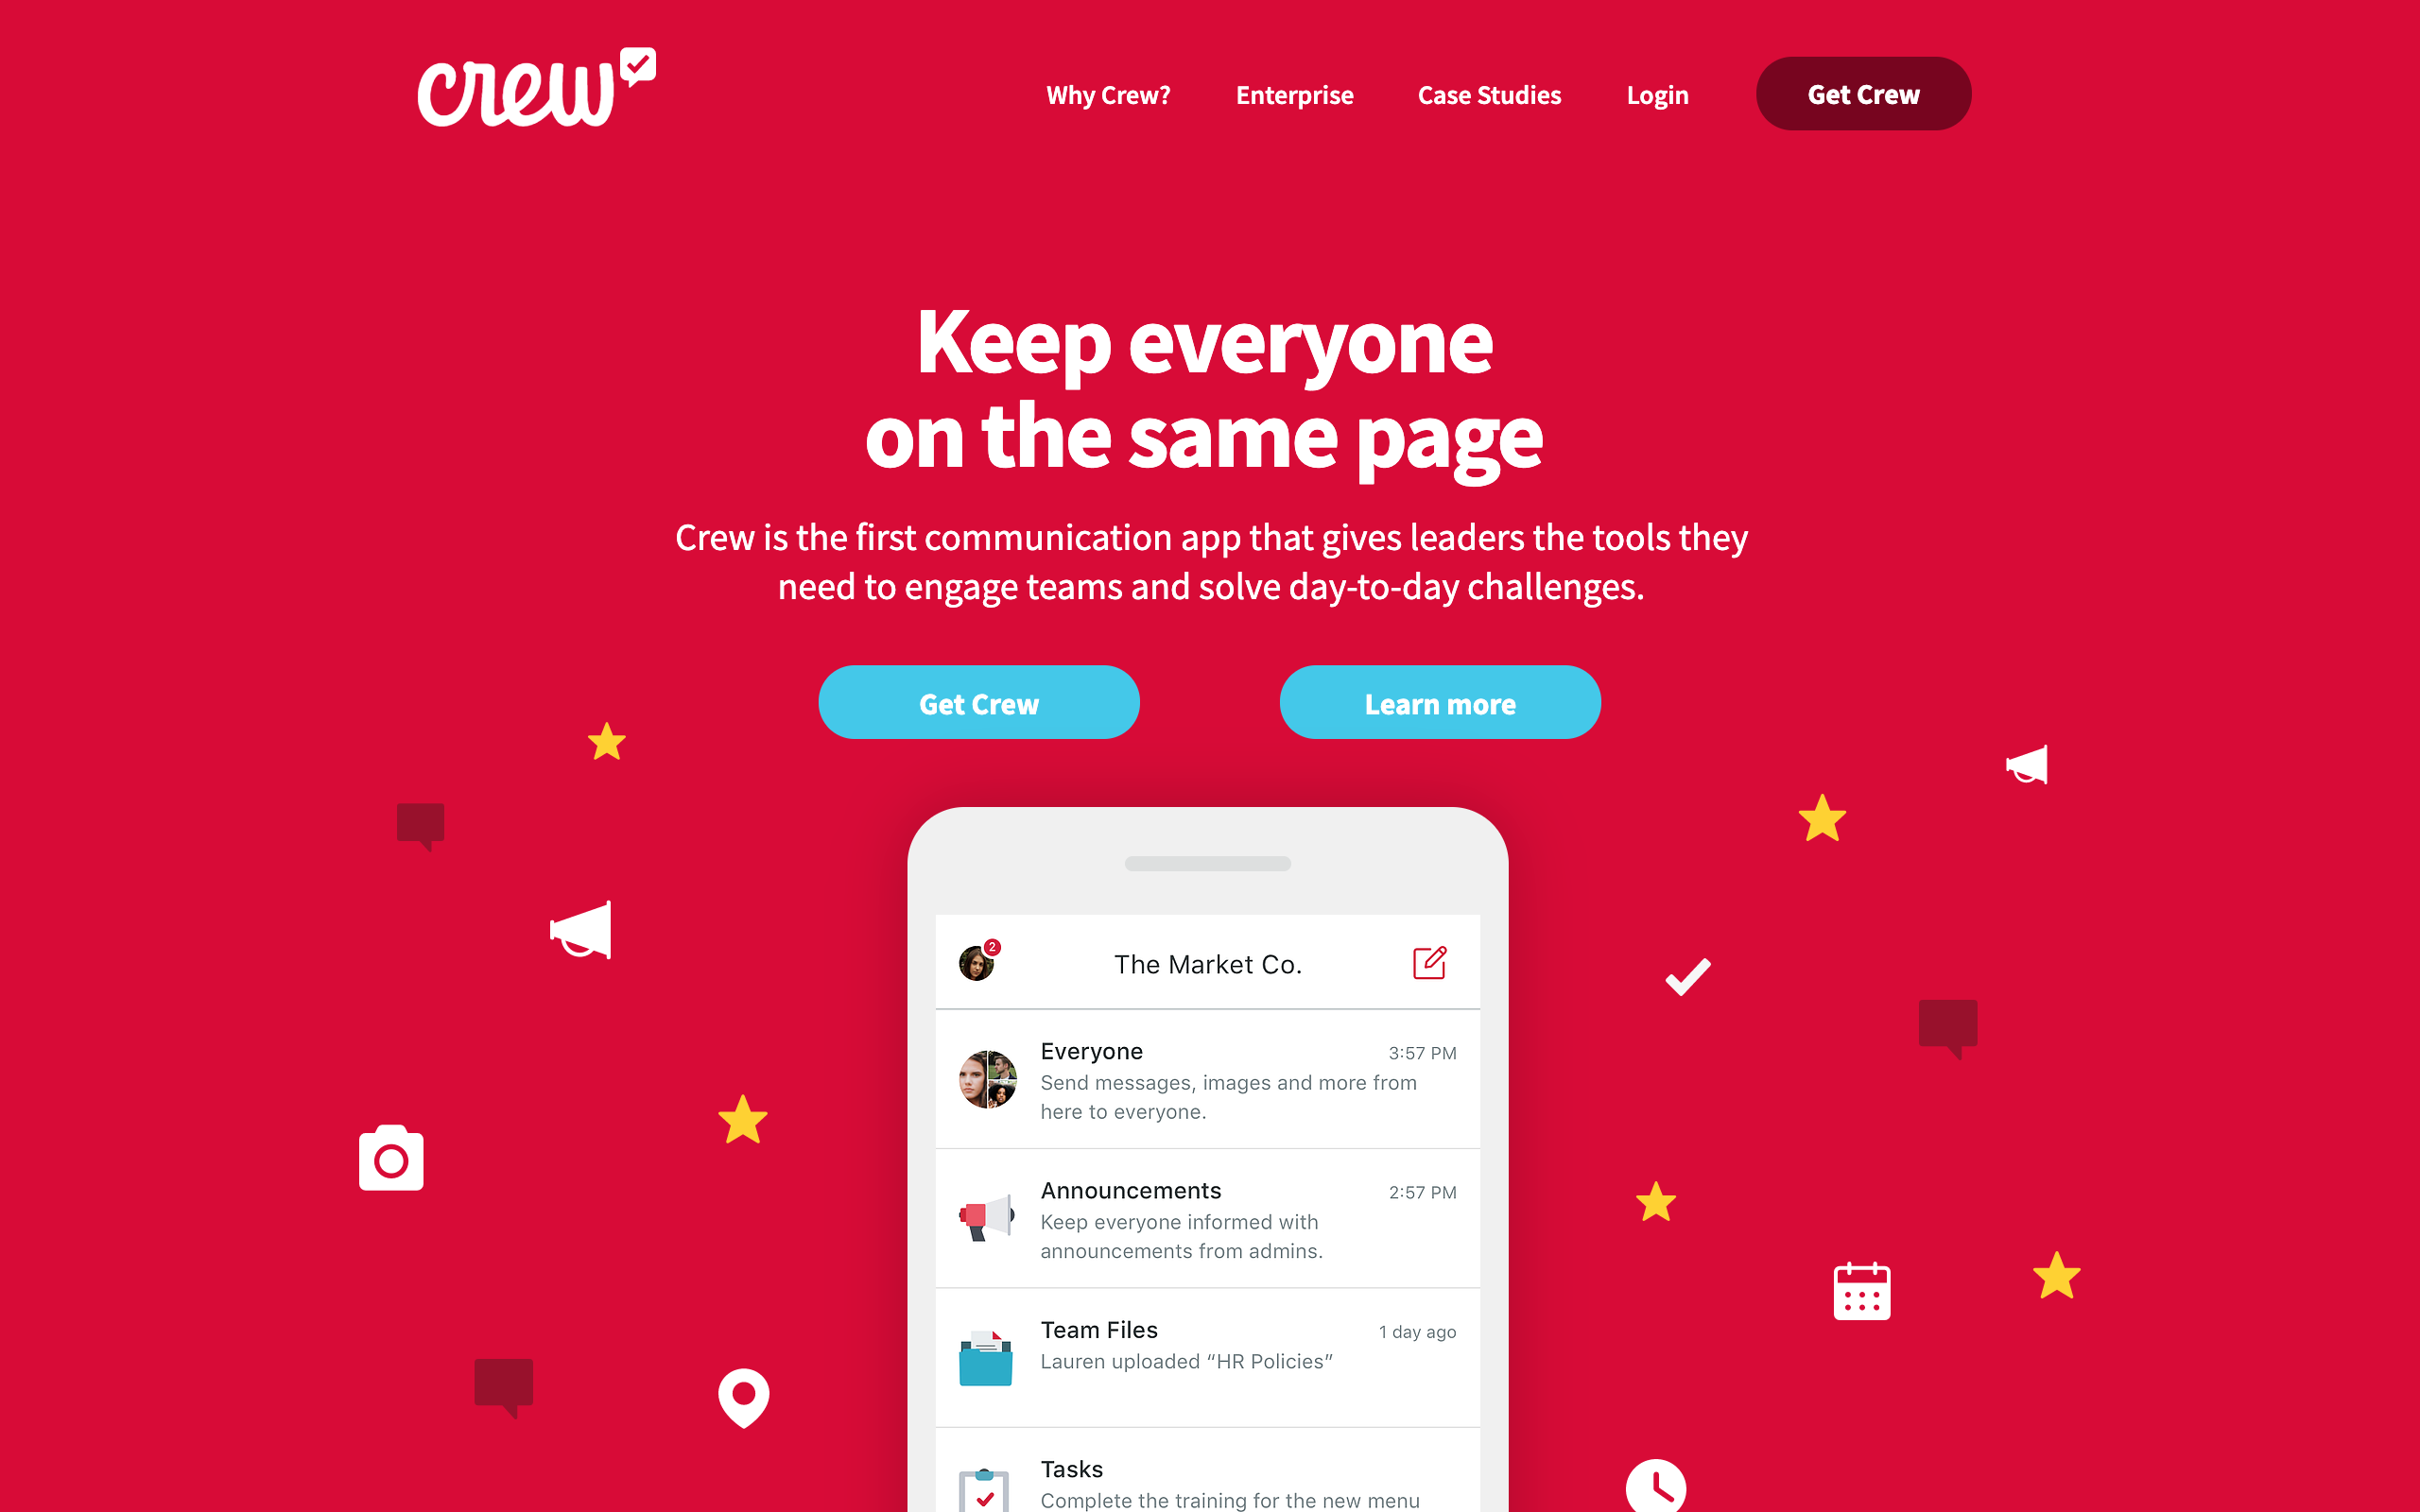 crew
Why Crew?
Enterprise
Case Studies
Login
Get Crew
Keep everyone
on the same page
Crew is the first communication app that gives leaders the tools they
need to engage teams and solve day-to-day challenges.
Get Crew
Learn more
2
The Market Co.
Everyone
3:57 PM
Send messages, images and more from
here to everyone.
Announcements
2:57 PM
Keep everyone informed with
announcements from admins.
Team Files
1 day ago
Lauren uploaded “HR Policies”
Tasks
Complete the training for the new menu